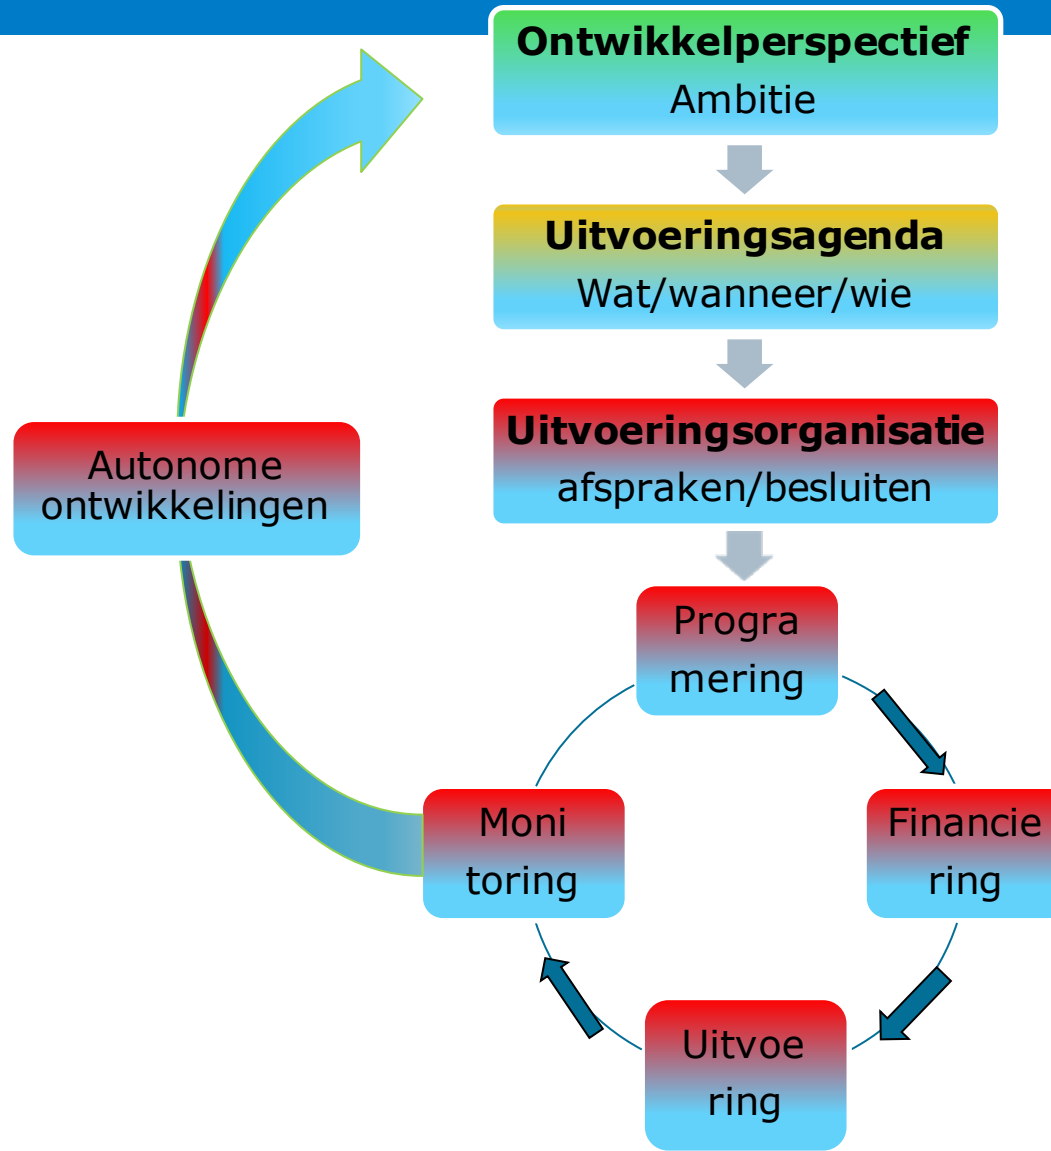 Ontwikkelperspectief
Ambitie
Uitvoeringsagenda
Wat/wanneer/wie
Uitvoeringsorganisatie
afspraken/besluiten
Autonome
ontwikkelingen
Progra
mering
Moni
toring
Financie
ring
Uitvoe
ring